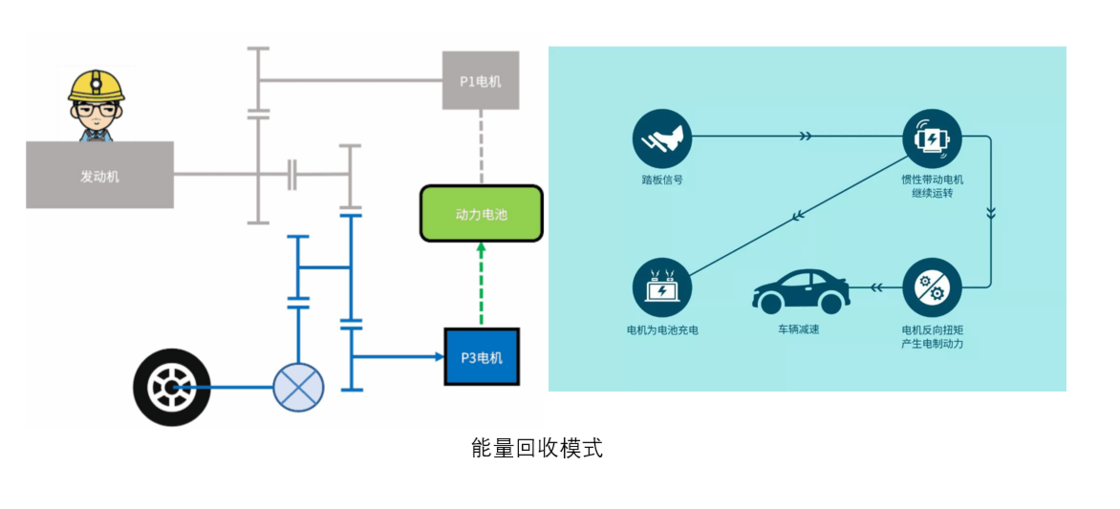 P1电机
发动机
动力电池
P3电机
踏板信号
惯性带动电机
继续运转
电机为电池充电
车辆减速
电机反向扭矩
产生电制动力
能量回收模式